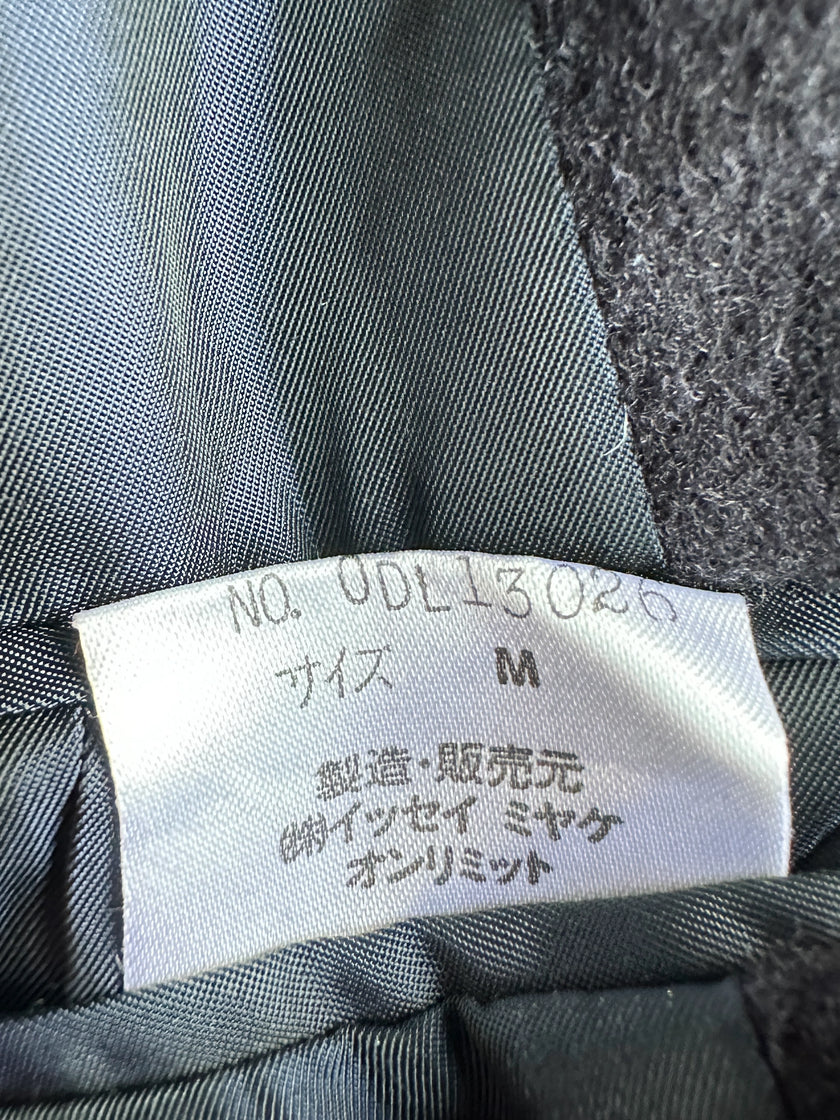 NO. 0DL13026
サイズ M
製造・販売元
㈱イッセイ ミヤケ
オンリミット